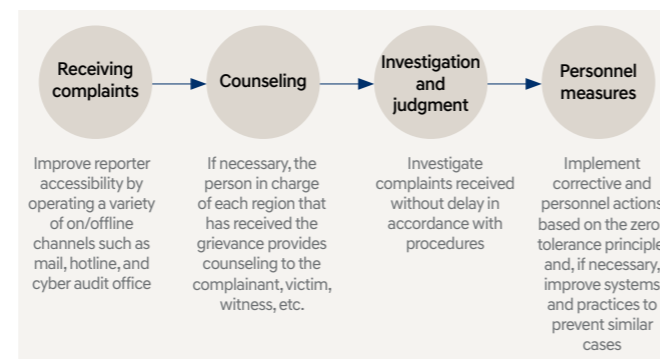 Receiving
complaints
Counseling
Investigation
and
judgment
Personnel
measures
Improve reporter
accessibility by
operating a variety
of on/offline
channels such as
mail, hotline, and
cyber audit office
If necessary, the
person in charge
of each region that
has received the
grievance provides
counseling to the
complainant, victim,
witness, etc.
Investigate
complaints received
without delay in
accordance with
procedures
Implement
corrective and
personnel actions
based on the zero
tolerance principle
and, if necessary,
improve systems
and practices to
prevent similar
cases